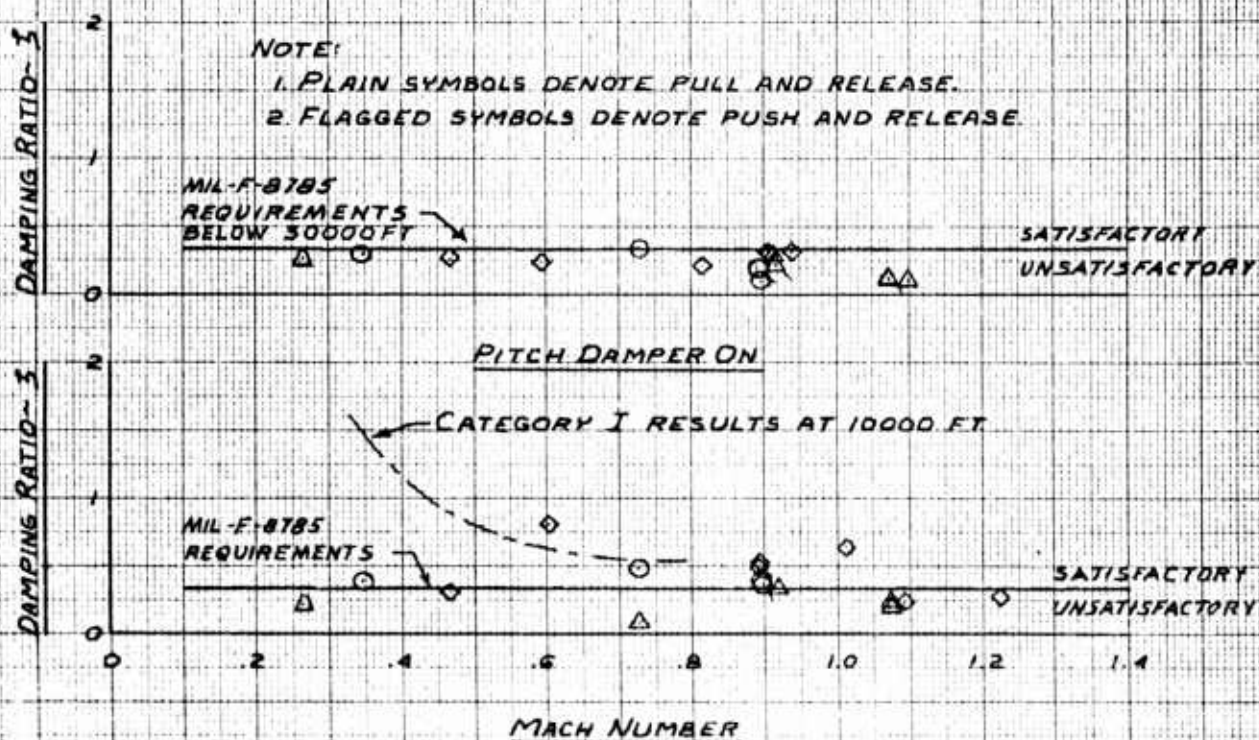 2
NOTE:
1. PLAIN SYMBOLS DENOTE PULL AND RELEASE.
2. FLAGGED SYMBOLS DENOTE PUSH AND RELEASE.
DAMPING RATIO ~ ζ
1
MIL-F-8785
REQUIREMENTS
BELOW 30000 FT
SATISFACTORY
UNSATISFACTORY
0
PITCH DAMPER ON
2
CATEGORY I RESULTS AT 10000 FT
DAMPING RATIO ~ ζ
1
MIL-F-8785
REQUIREMENTS
SATISFACTORY
UNSATISFACTORY
0
0 .2 .4 .6 .8 1.0 1.2 1.4
MACH NUMBER